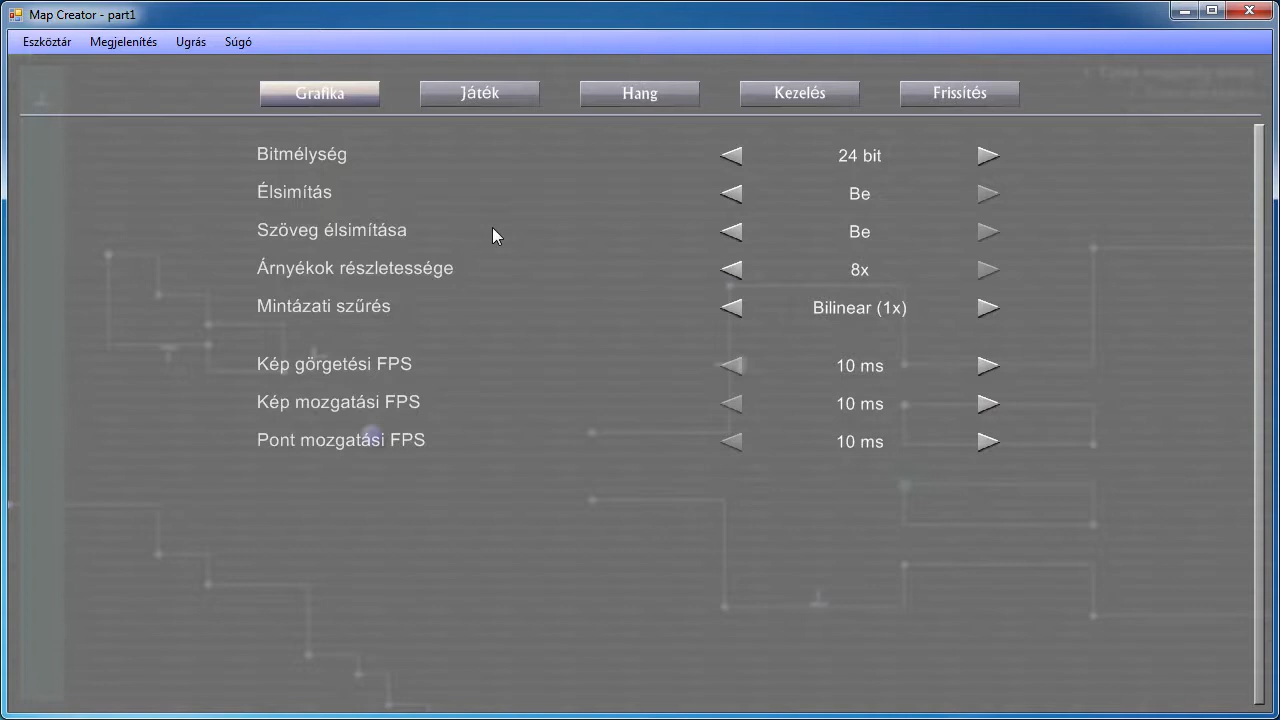 Map Creator - part1
Eszköztár Megjelenítés Ugrás Súgó
Grafika Játék Hang Kezelés Frissítés
Bitmélység 24 bit
Élsimítás Be
Szöveg élsimítása Be
Árnyékok részletessége 8x
Mintázati szűrés Bilinear (1x)
Kép görgetési FPS 10 ms
Kép mozgatási FPS 10 ms
Pont mozgatási FPS 10 ms